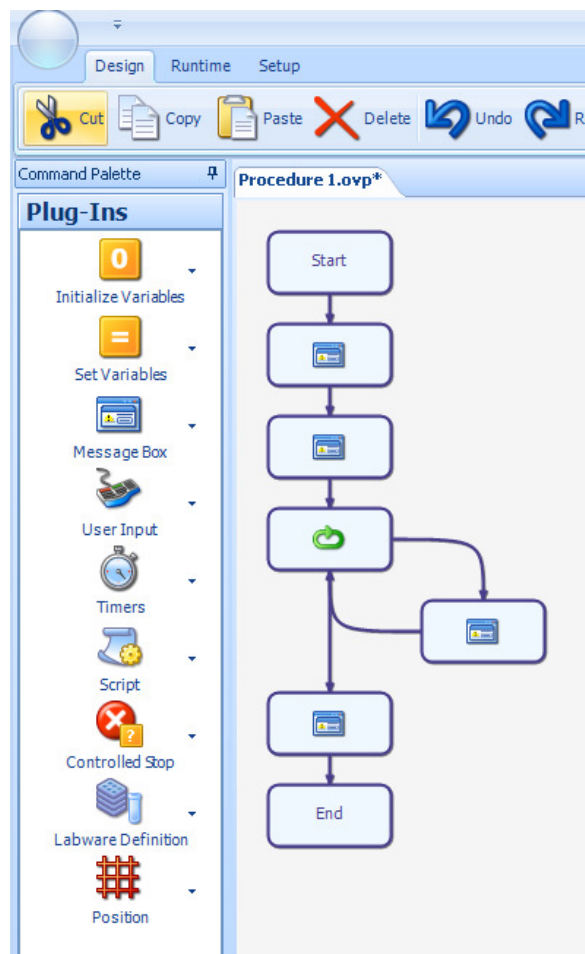 Design Runtime Setup
Cut Copy Paste Delete Undo R
Command Palette
Procedure 1.ovp*
Plug-Ins
Initialize Variables
Set Variables
Message Box
User Input
Timers
Script
Controlled Stop
Labware Definition
Position
Start
End